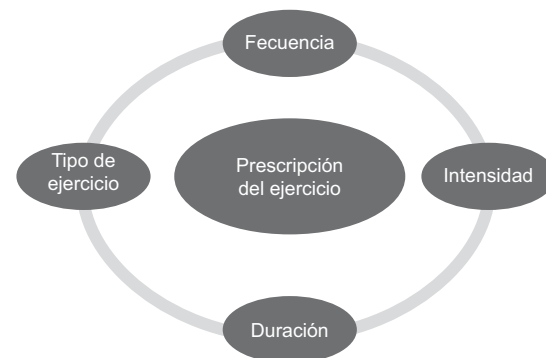 Fecuencia
Tipo de
ejercicio
Prescripción
del ejercicio
Intensidad
Duración